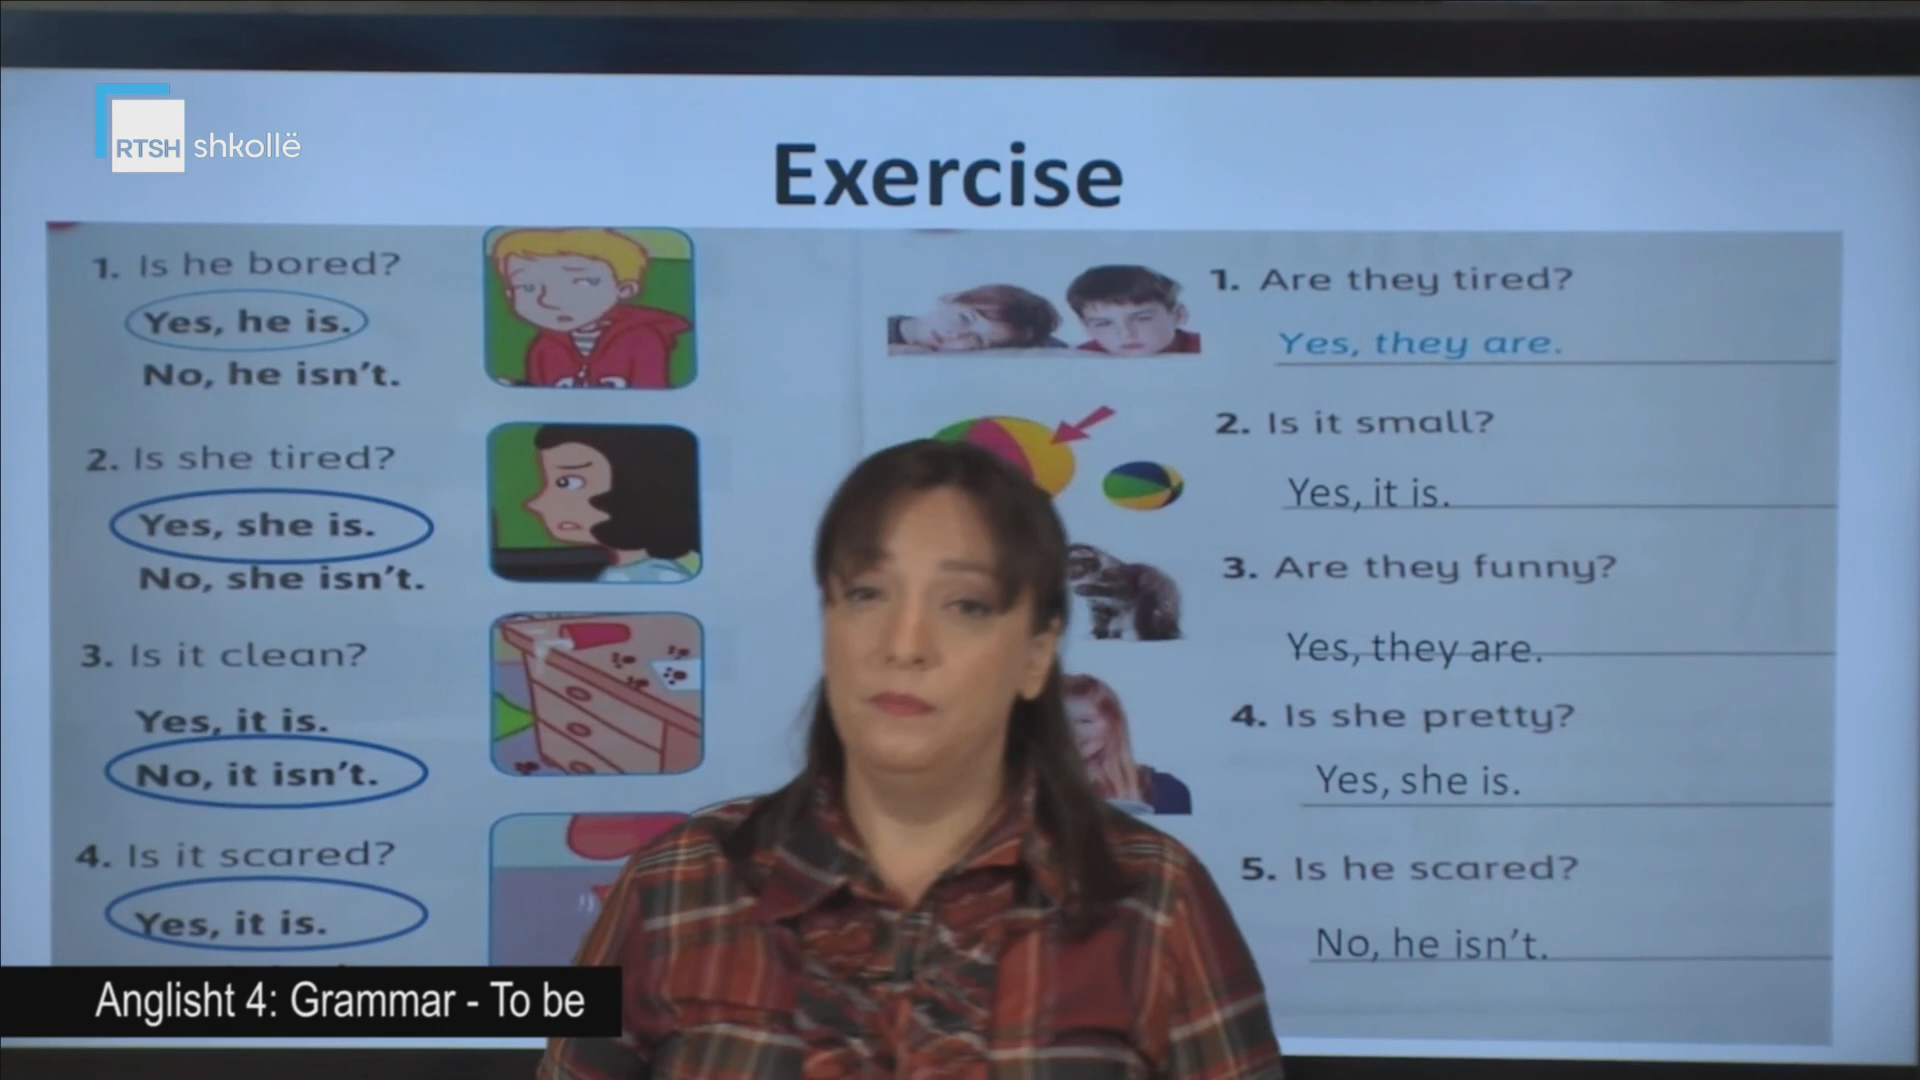 RTSH shkollë
Exercise
1. Is he bored?
Yes, he is.
No, he isn't.
2. Is she tired?
Yes, she is.
No, she isn't.
3. Is it clean?
Yes, it is.
No, it isn't.
4. Is it scared?
Yes, it is.
1. Are they tired?
Yes, they are.
2. Is it small?
Yes, it is.
3. Are they funny?
Yes, they are.
4. Is she pretty?
Yes, she is.
5. Is he scared?
No, he isn't.
Anglisht 4: Grammar - To be